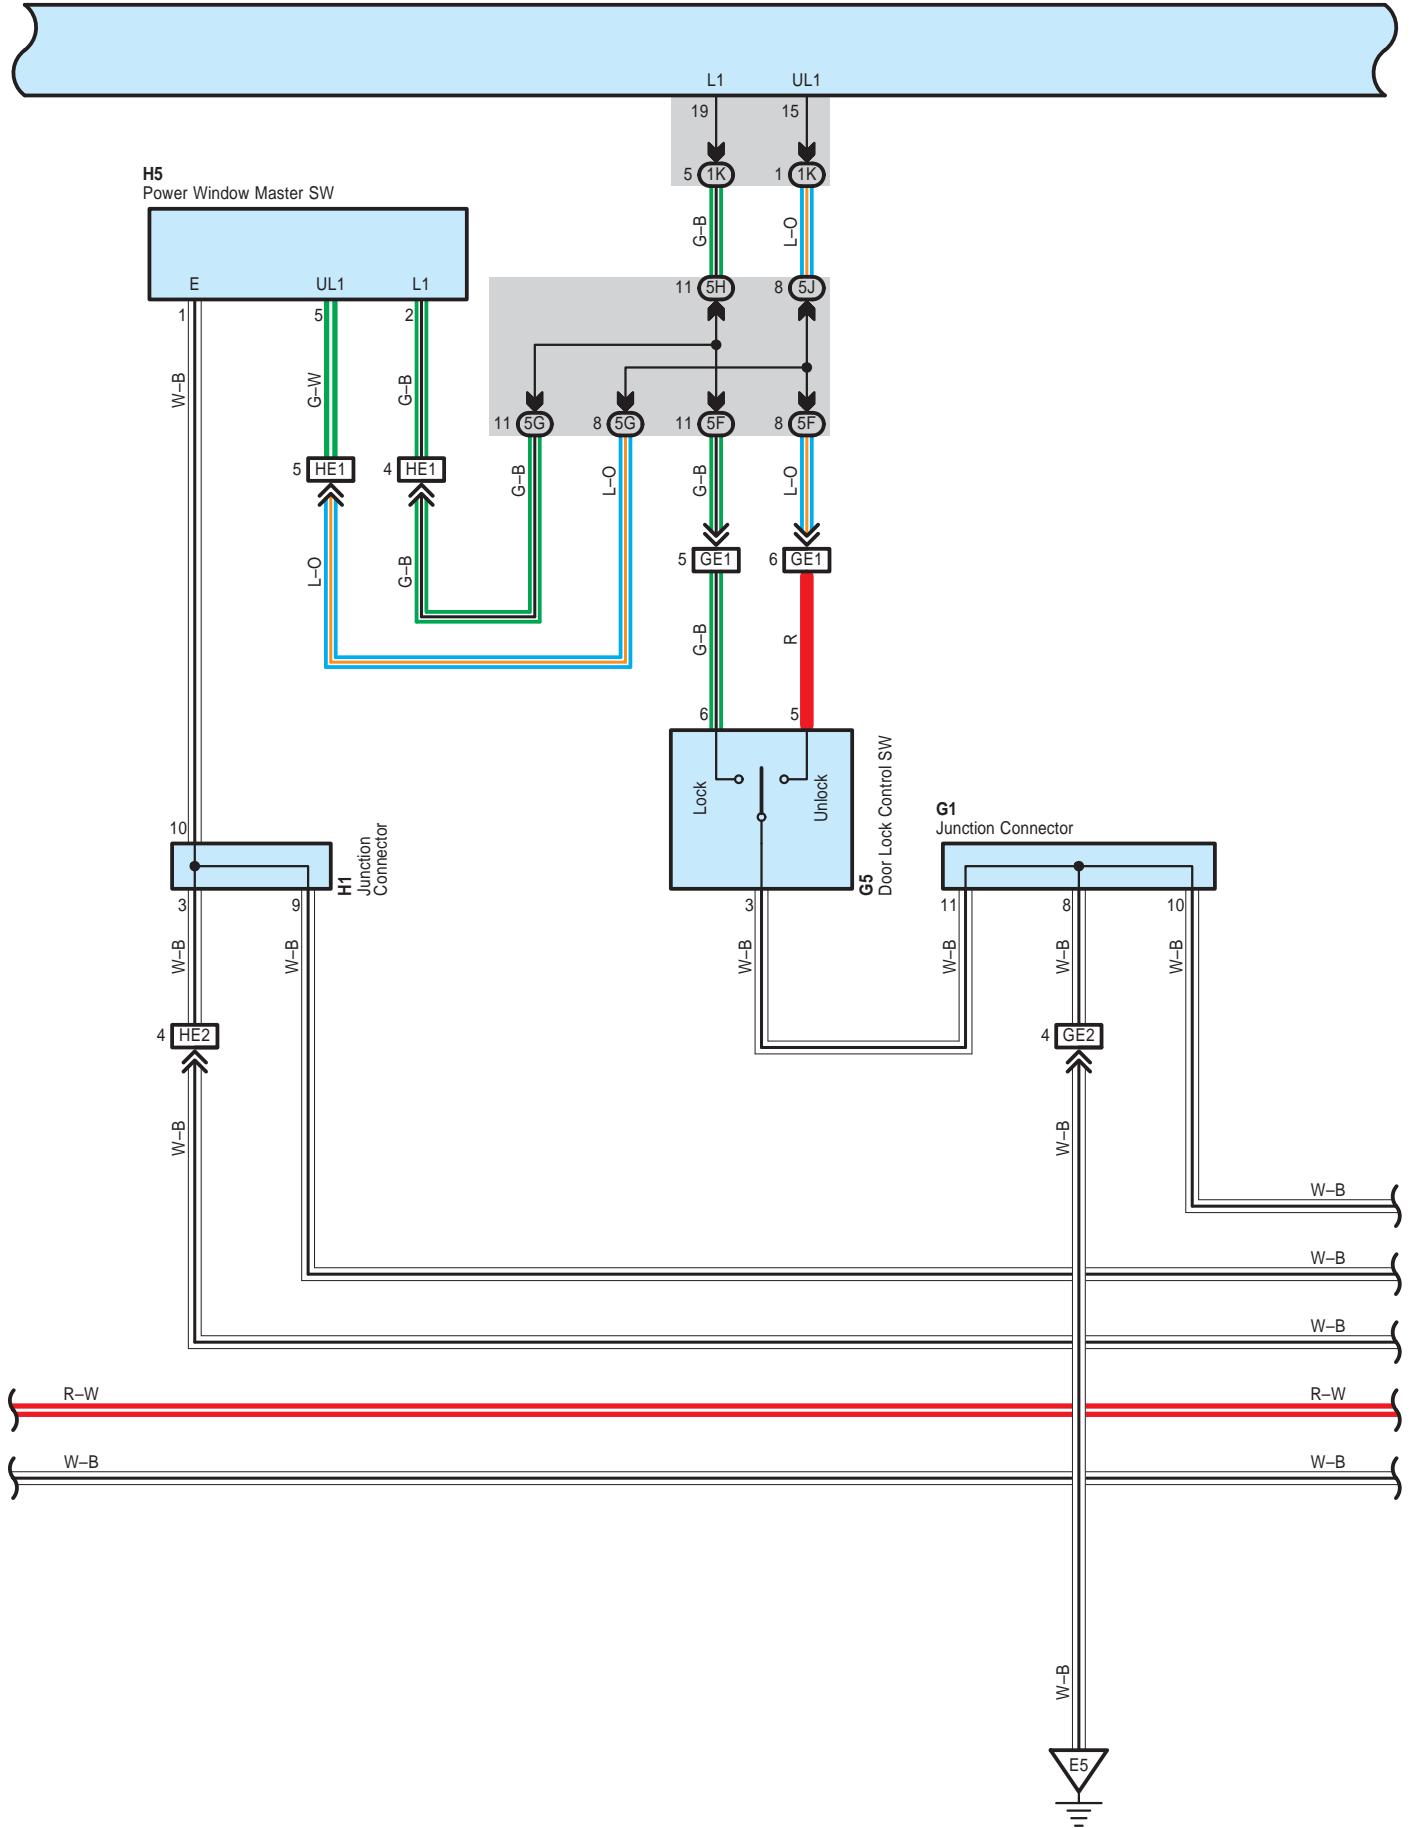 L1 UL1
19 15
5 1K 1 1K
H5
Power Window Master SW
G–B L–O
E UL1 L1
11 5H 8 5J
1 5 2
W–B G–W G–B
11 5G 8 5G 11 5F 8 5F
5 HE1 4 HE1
G–B L–O G–B L–O
5 GE1 6 GE1
L–O G–B
G–B R
6 5
Lock Unlock
G5
Door Lock Control SW
G1
Junction Connector
10
H1
Junction
Connector
3 9 3 11 8 10
W–B W–B W–B W–B W–B W–B
4 HE2 4 GE2
W–B W–B
W–B
W–B
W–B
R–W R–W
W–B W–B
W–B
E5